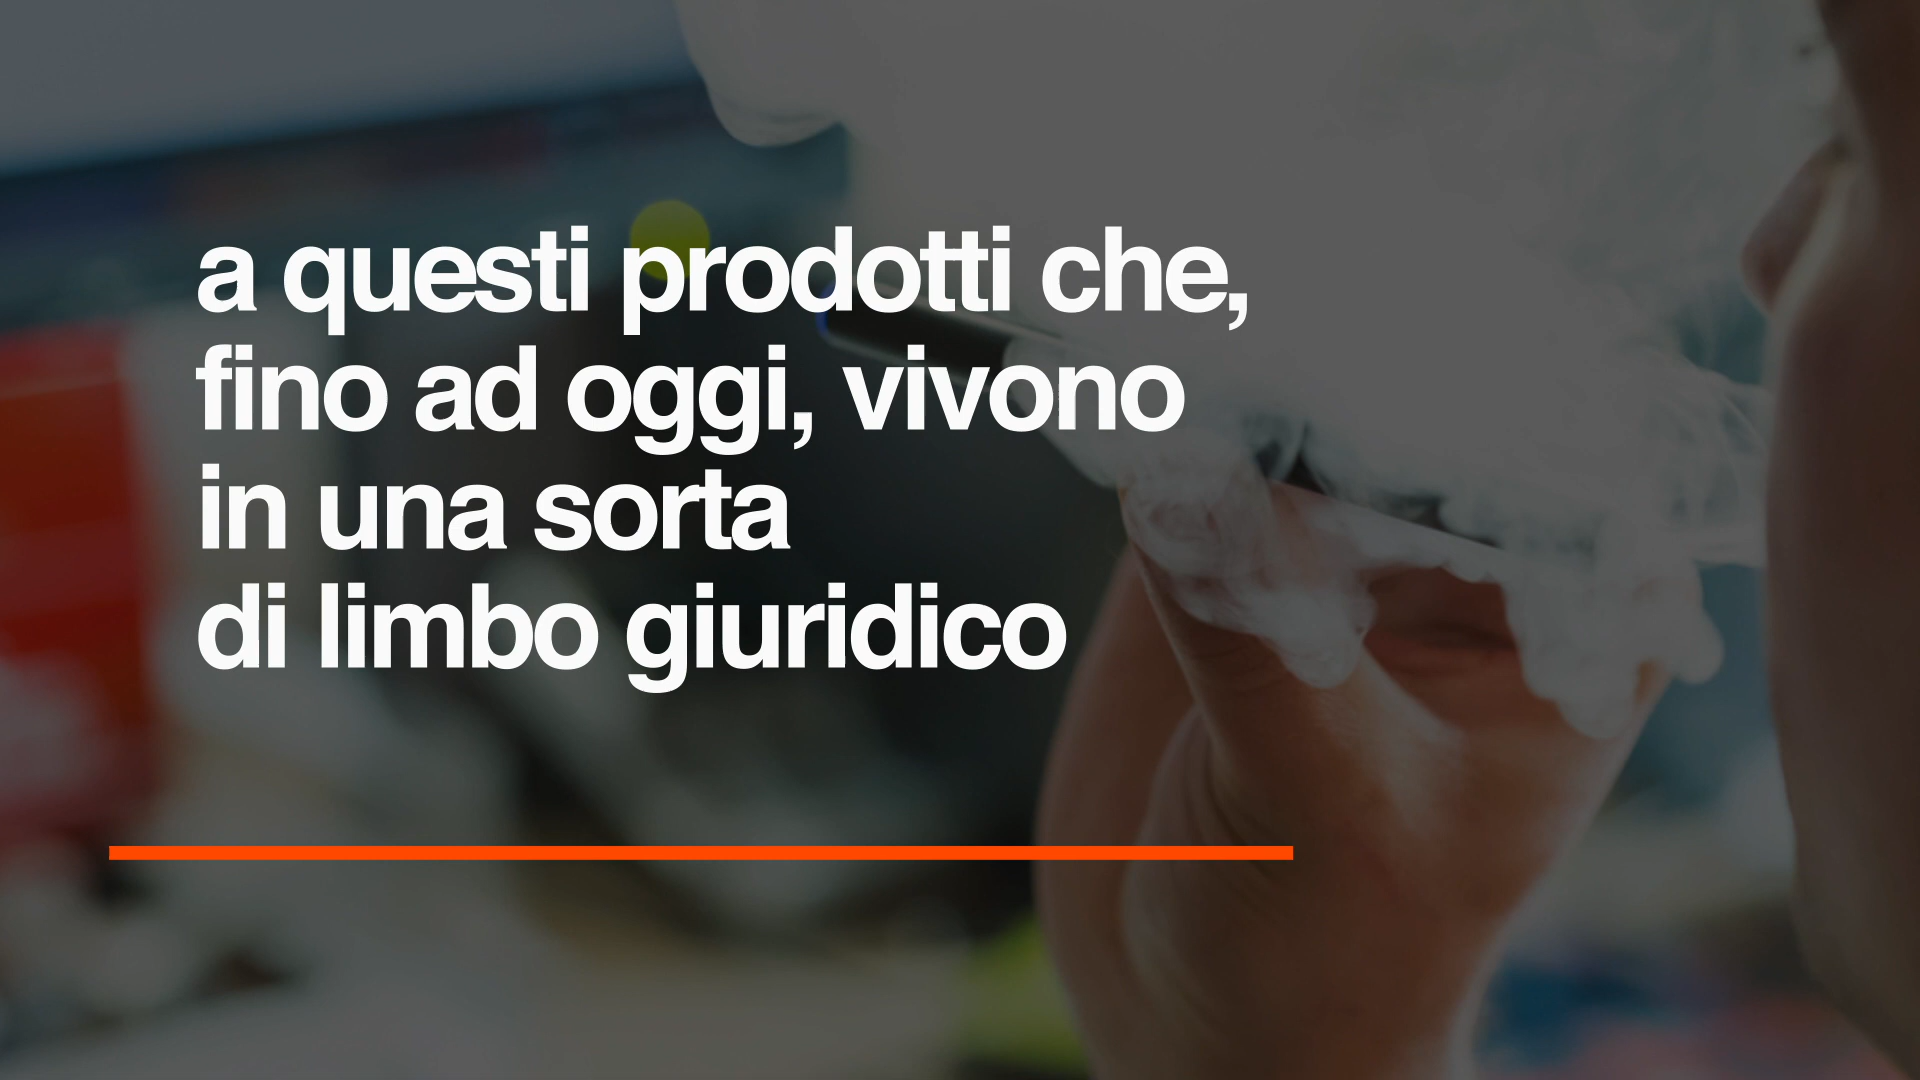 a questi prodotti che,
fino ad oggi, vivono
in una sorta
di limbo giuridico